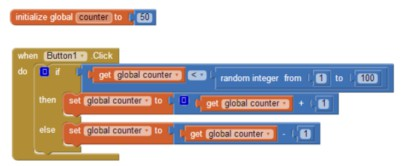 initialize global counter to 50
when Button1 .Click
do if get global counter < random integer from 1 to 100
then set global counter to get global counter + 1
else set global counter to get global counter - 1